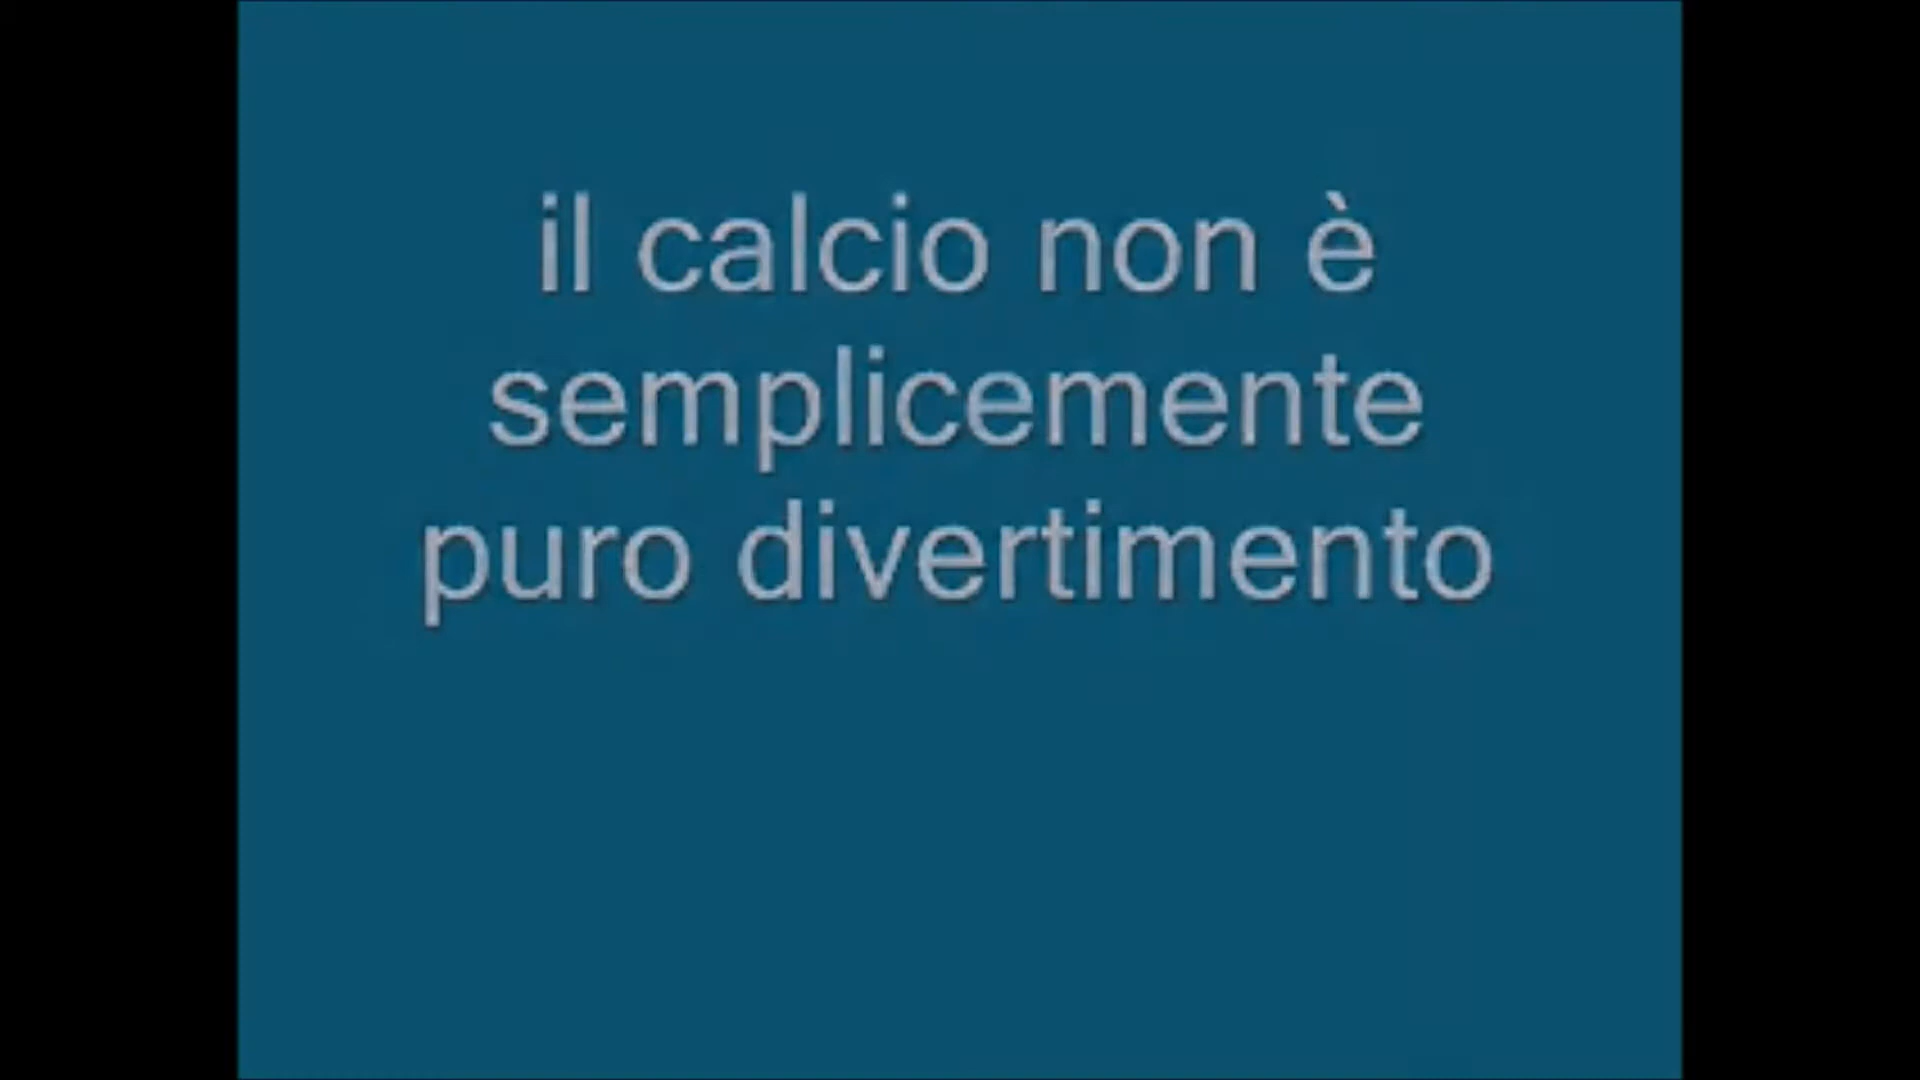 il calcio non è
semplicemente
puro divertimento